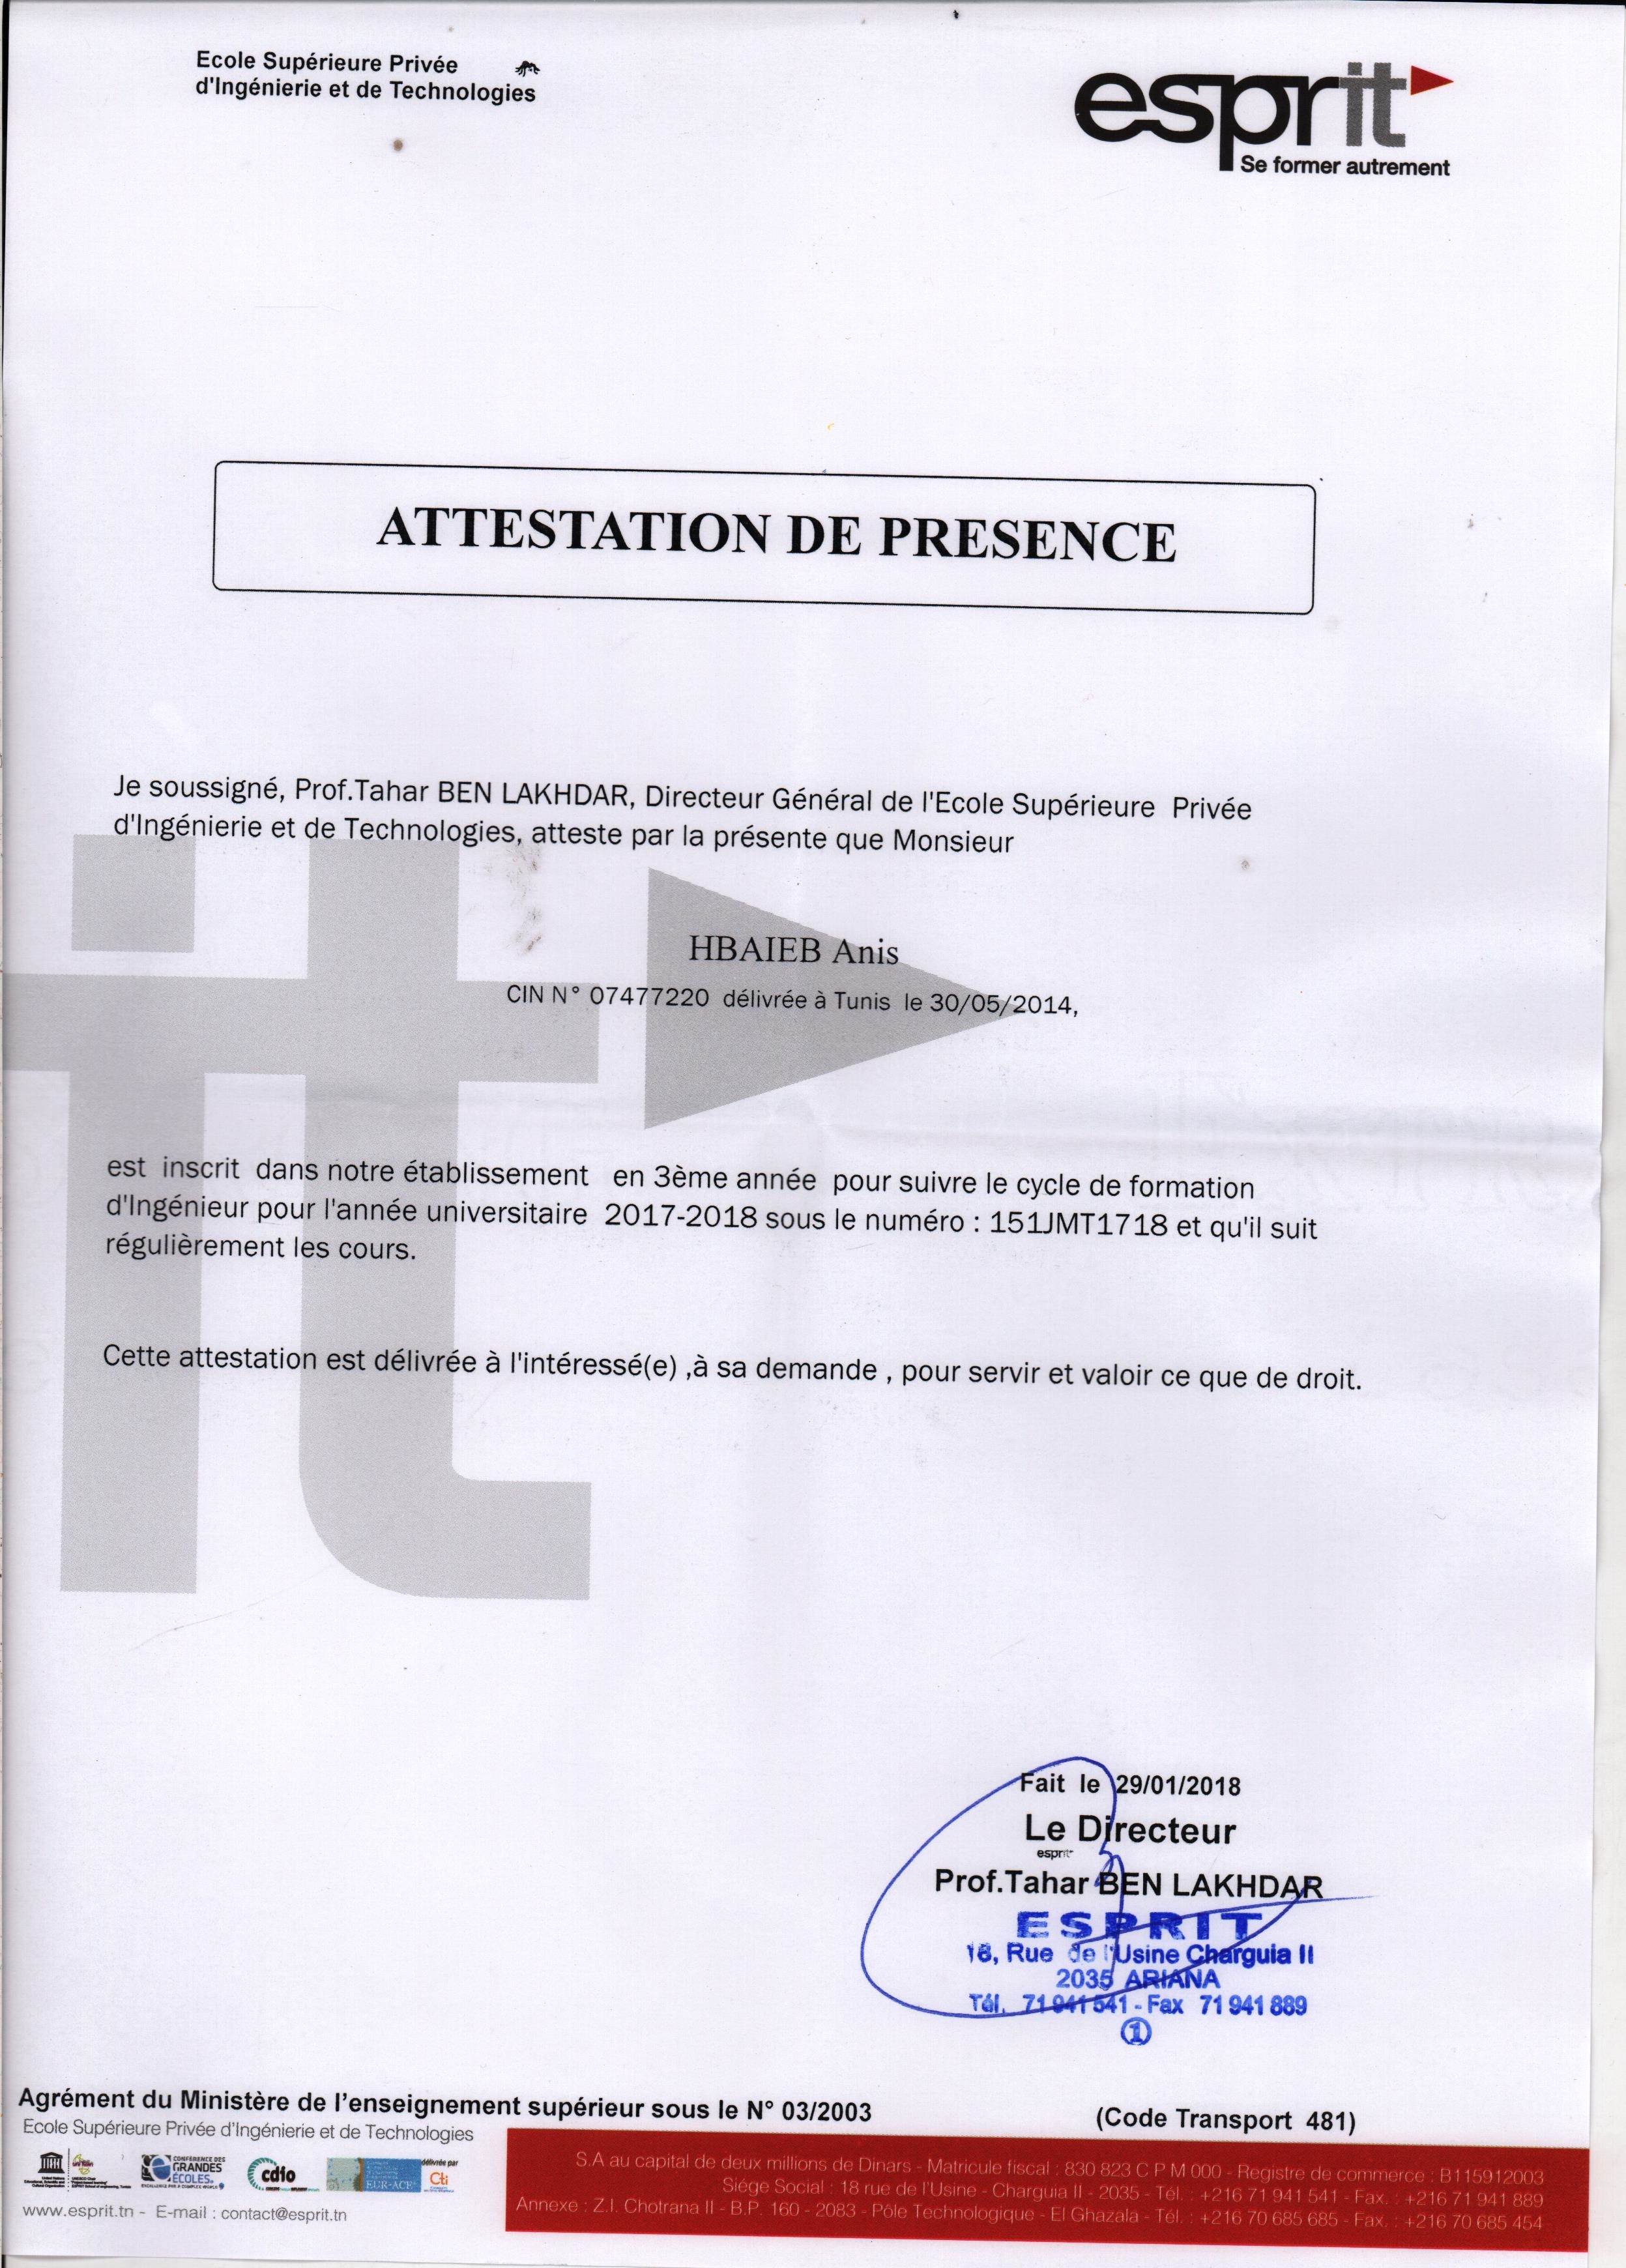 Ecole Supérieure Privée
d'Ingénierie et de Technologies
esprit
Se former autrement
ATTESTATION DE PRESENCE
Je soussigné, Prof.Tahar BEN LAKHDAR, Directeur Général de l'Ecole Supérieure Privée
d'Ingénierie et de Technologies, atteste par la présente que Monsieur
HBAIEB Anis
CIN N° 07477220 délivrée à Tunis le 30/05/2014,
est inscrit dans notre établissement en 3ème année pour suivre le cycle de formation
d'Ingénieur pour l'année universitaire 2017-2018 sous le numéro : 151JMT1718 et qu'il suit
régulièrement les cours.
Cette attestation est délivrée à l'intéressé(e) ,à sa demande , pour servir et valoir ce que de droit.
it
Fait le 29/01/2018
Le Directeur
esprit
Prof.Tahar BEN LAKHDAR
ESPRIT
18, Rue de l'Usine Charguia II
2035 ARIANA
Tél. 71 941 541 - Fax 71 941 889
1
Agrément du Ministère de l'enseignement supérieur sous le N° 03/2003
(Code Transport 481)
Ecole Supérieure Privée d'Ingénierie et de Technologies
CONFÉRENCE DES
GRANDES
ÉCOLES
cdio
EUR-ACE
délivrée par
Cti
www.esprit.tn - E-mail : contact@esprit.tn
S.A au capital de deux millions de Dinars - Matricule fiscal : 830 823 C P M 000 - Registre de commerce : B115912003
Siége Social : 18 rue de l'Usine - Charguia II - 2035 - Tél. : +216 71 941 541 - Fax. : +216 71 941 889
Annexe : Z.I. Chotrana II - B.P. 160 - 2083 - Pôle Technologique - El Ghazala - Tél. : +216 70 685 685 - Fax. : +216 70 685 454